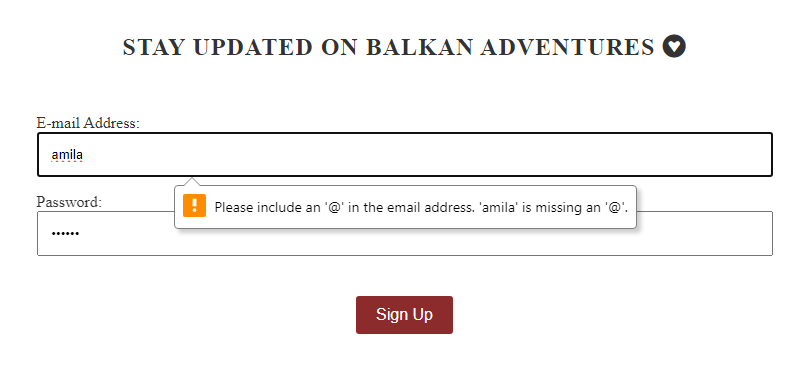 STAY UPDATED ON BALKAN ADVENTURES
E-mail Address:
amila
Please include an '@' in the email address. 'amila' is missing an '@'.
Password:
••••••
Sign Up